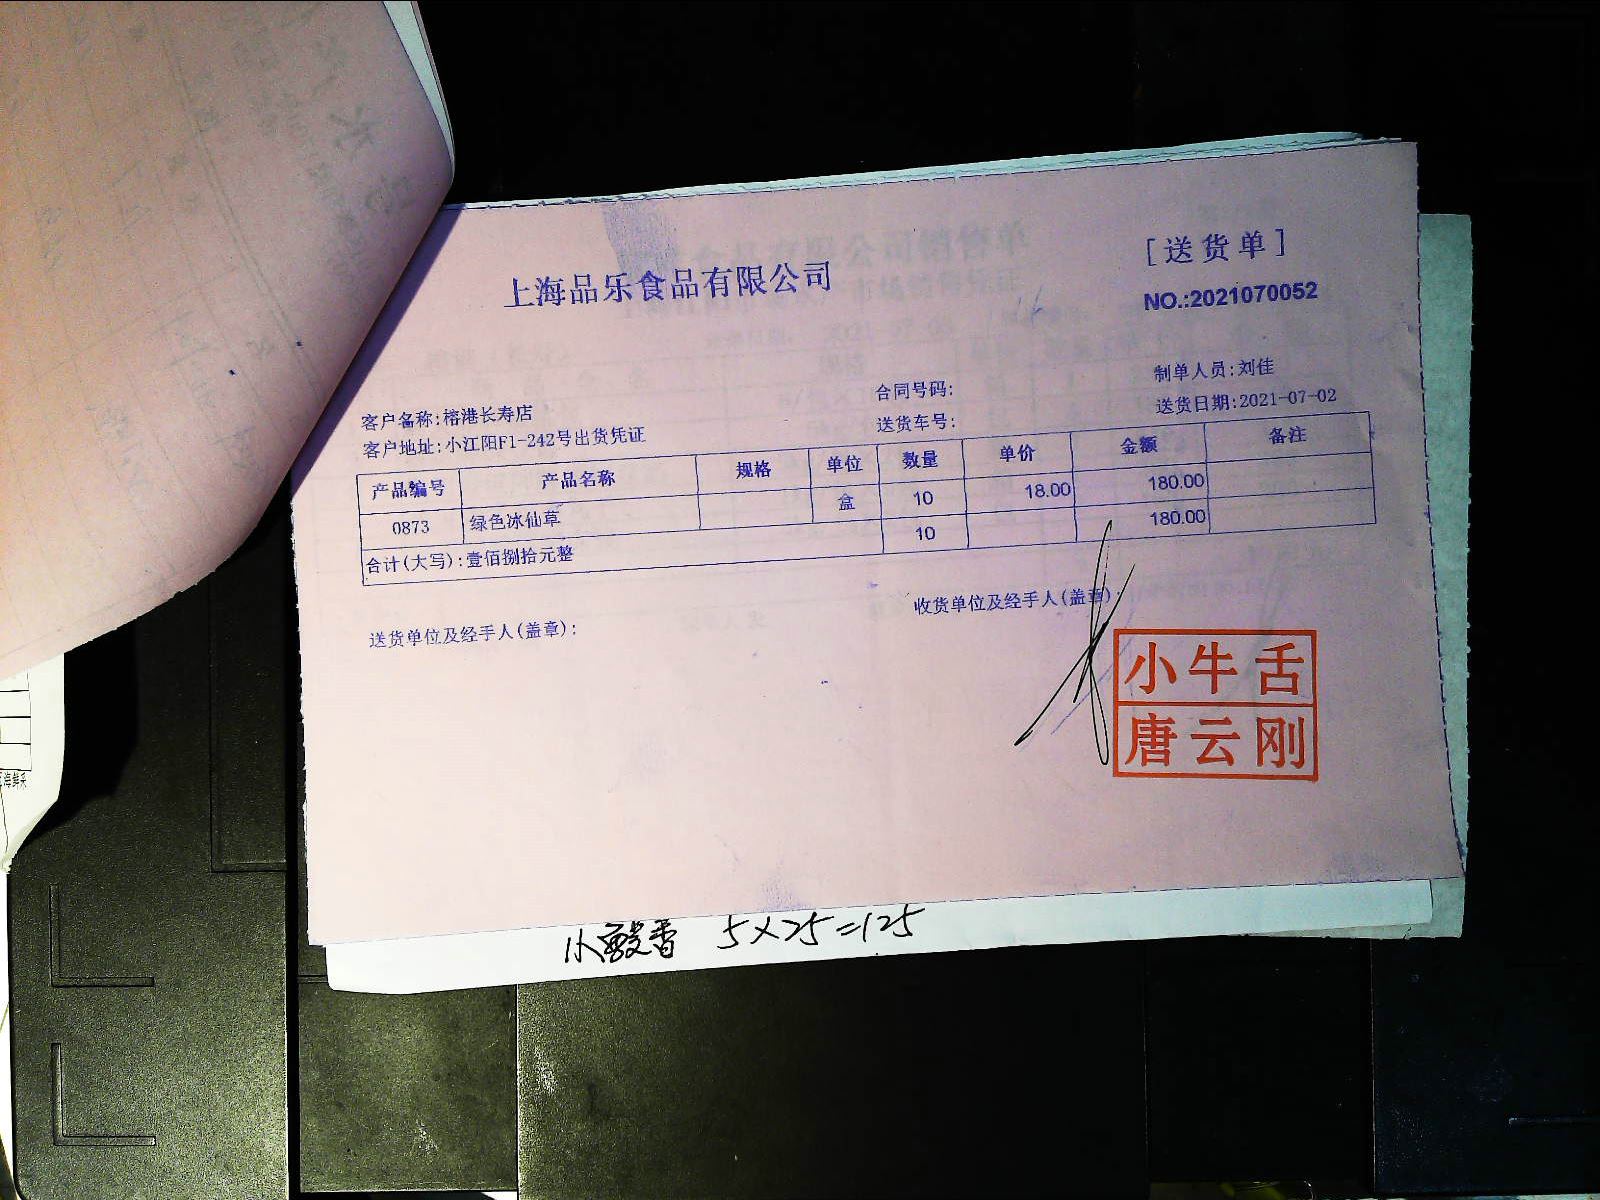 上海品乐食品有限公司
[送货单]
NO.:2021070052
客户名称:榕港长寿店
合同号码:
制单人员:刘佳
客户地址:小江阳F1-242号出货凭证
送货车号:
送货日期:2021-07-02
产品编号 产品名称 规格 单位 数量 单价 金额 备注
0873 绿色冰仙草 盒 10 18.00 180.00
合计(大写):壹佰捌拾元整 10 180.00
送货单位及经手人(盖章):
收货单位及经手人(盖章):
小牛舌
唐云刚
5×25=125
海鲜采